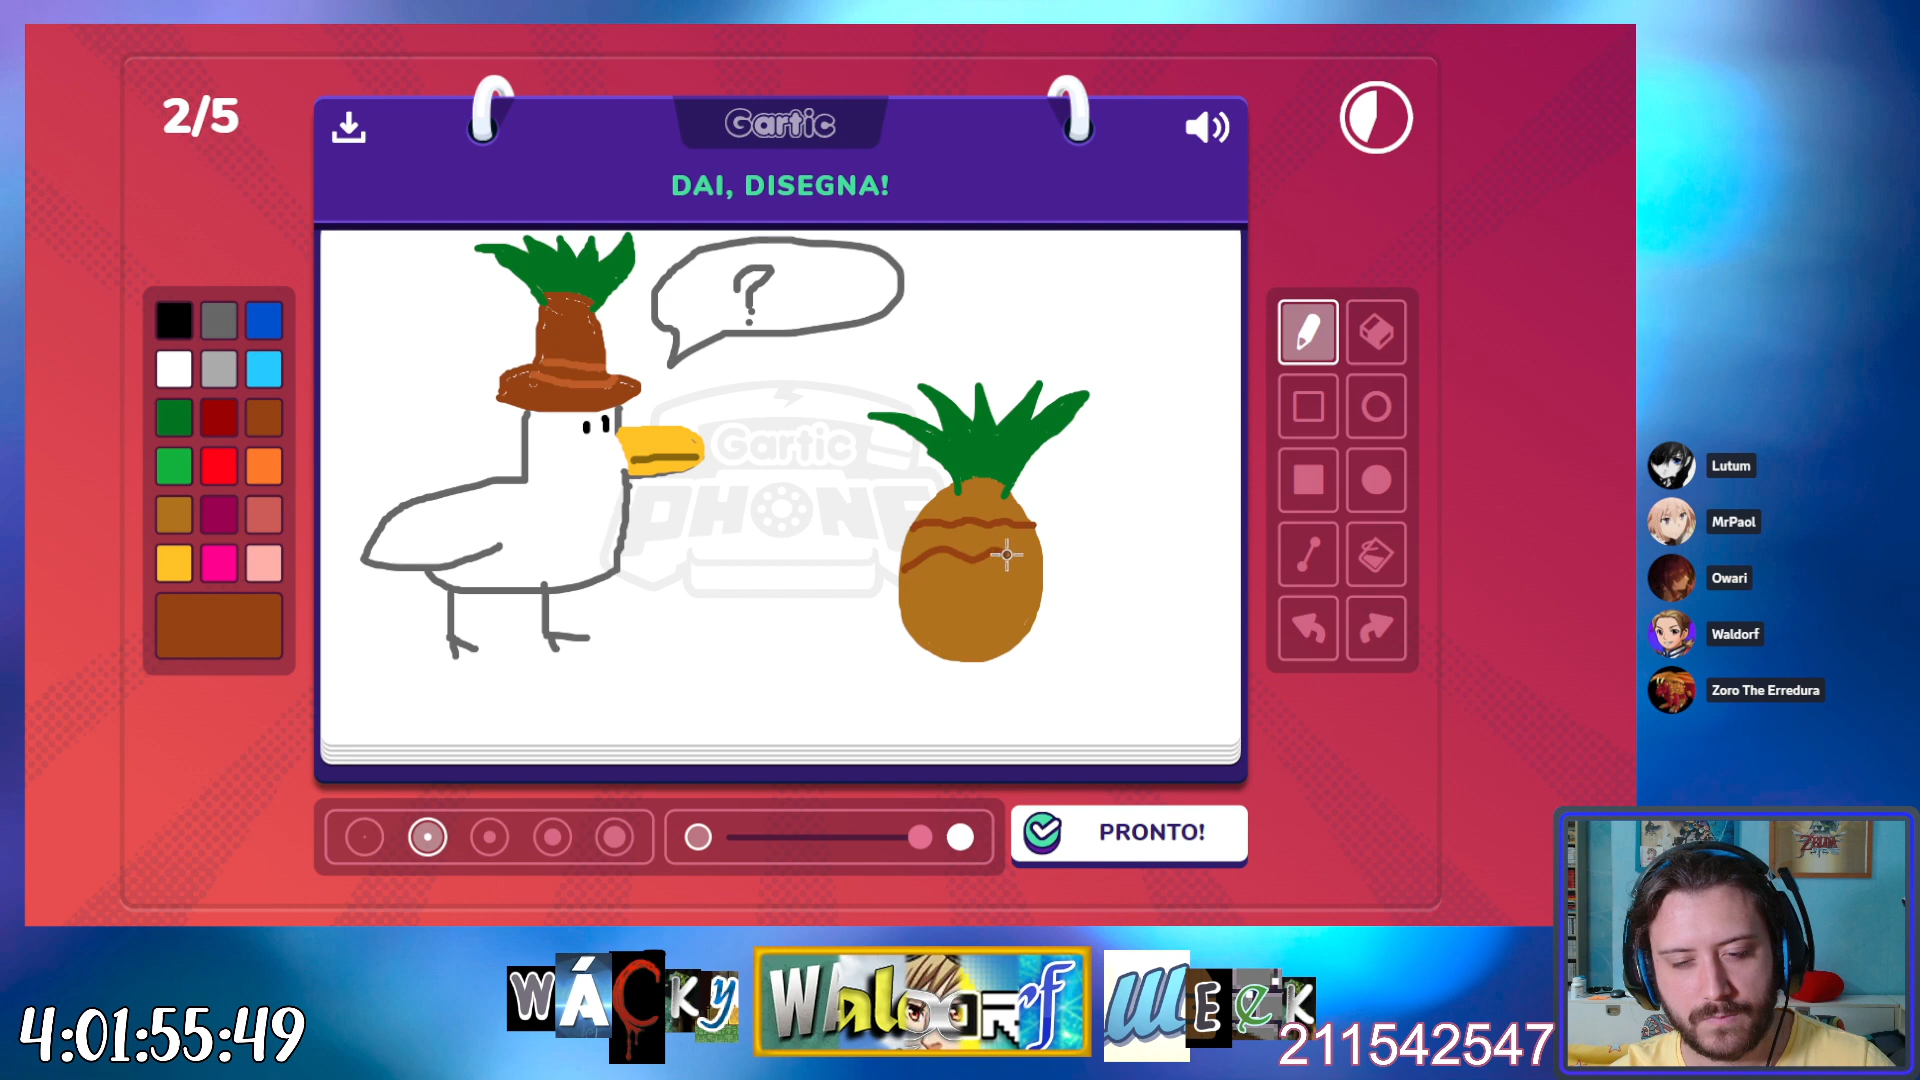 2/5
Gartic
DAI, DISEGNA!
?
Gartic
PHONE
Lutum
MrPaol
Owari
Waldorf
Zoro The Erredura
PRONTO!
ZELDA
WÁCKY
Waldorf
WEEK
4:01:55:49
211542547